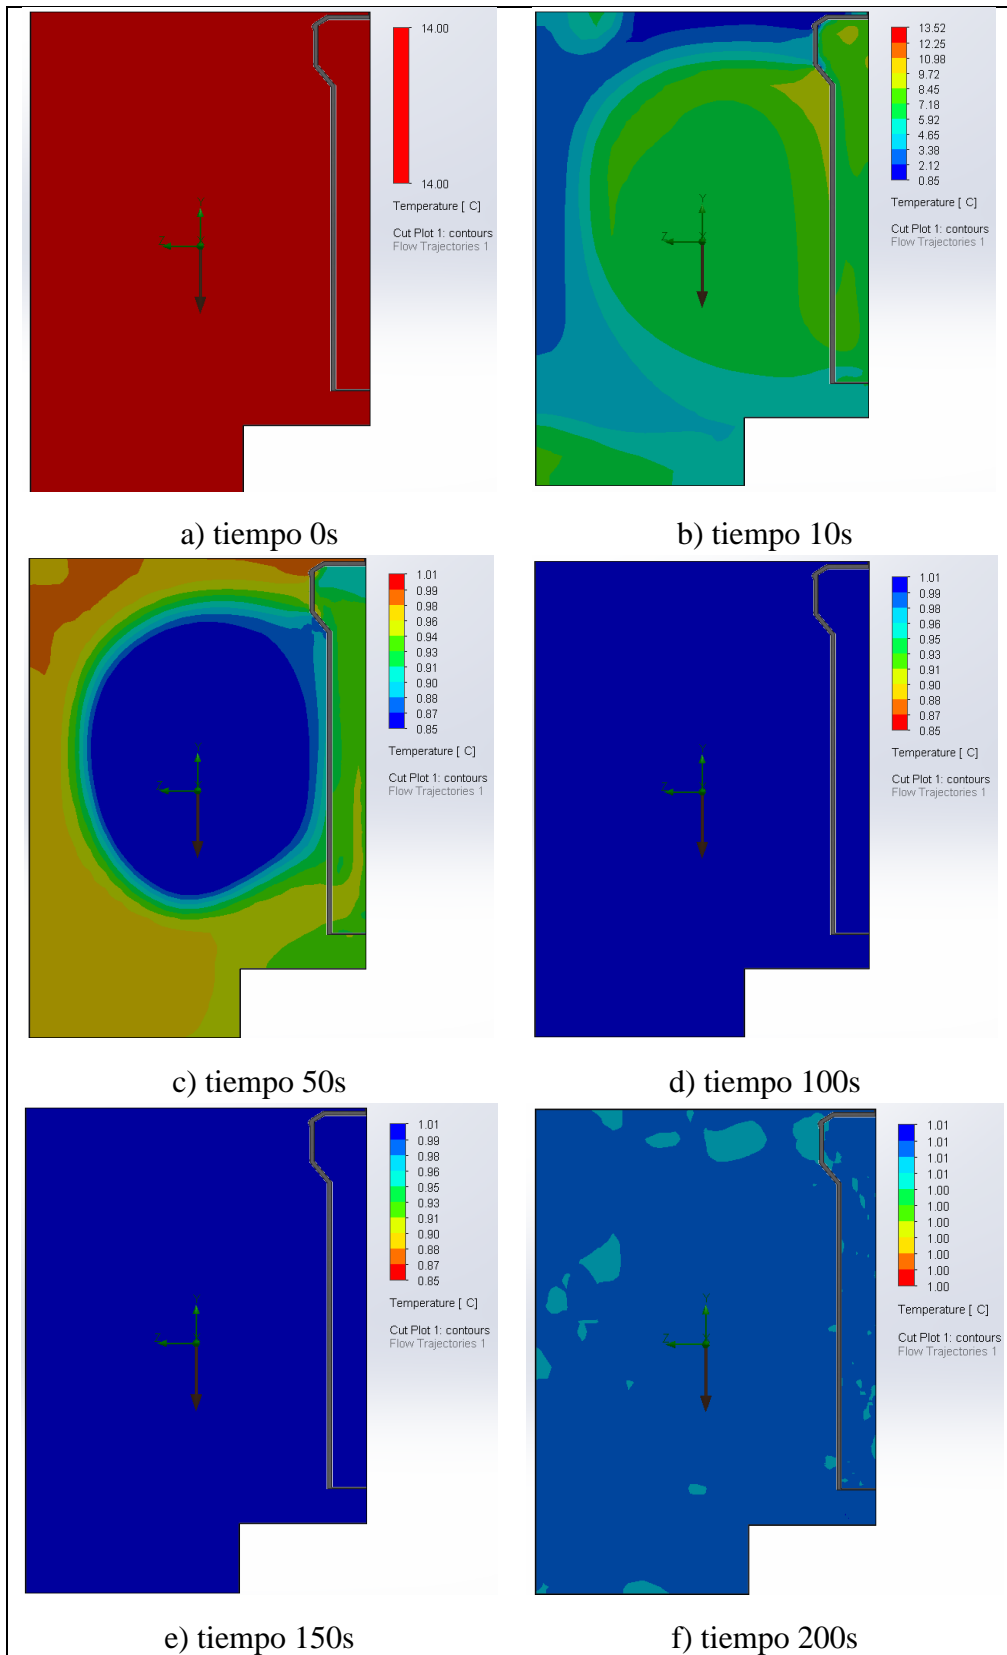 14.00
14.00
Temperature [ C]
Cut Plot 1: contours
Flow Trajectories 1
Y
Z
a) tiempo 0s
13.52
12.25
10.98
9.72
8.45
7.18
5.92
4.65
3.38
2.12
0.85
Temperature [ C]
Cut Plot 1: contours
Flow Trajectories 1
Y
Z
X
b) tiempo 10s
1.01
0.99
0.98
0.96
0.94
0.93
0.91
0.90
0.88
0.87
0.85
Temperature [ C]
Cut Plot 1: contours
Flow Trajectories 1
Y
Z
c) tiempo 50s
1.01
0.99
0.98
0.96
0.95
0.93
0.91
0.90
0.88
0.87
0.85
Temperature [ C]
Cut Plot 1: contours
Flow Trajectories 1
Y
Z
d) tiempo 100s
1.01
0.99
0.98
0.96
0.95
0.93
0.91
0.90
0.88
0.87
0.85
Temperature [ C]
Cut Plot 1: contours
Flow Trajectories 1
Y
Z
e) tiempo 150s
1.01
1.01
1.01
1.01
1.00
1.00
1.00
1.00
1.00
1.00
1.00
Temperature [ C]
Cut Plot 1: contours
Flow Trajectories 1
Y
Z
X
f) tiempo 200s